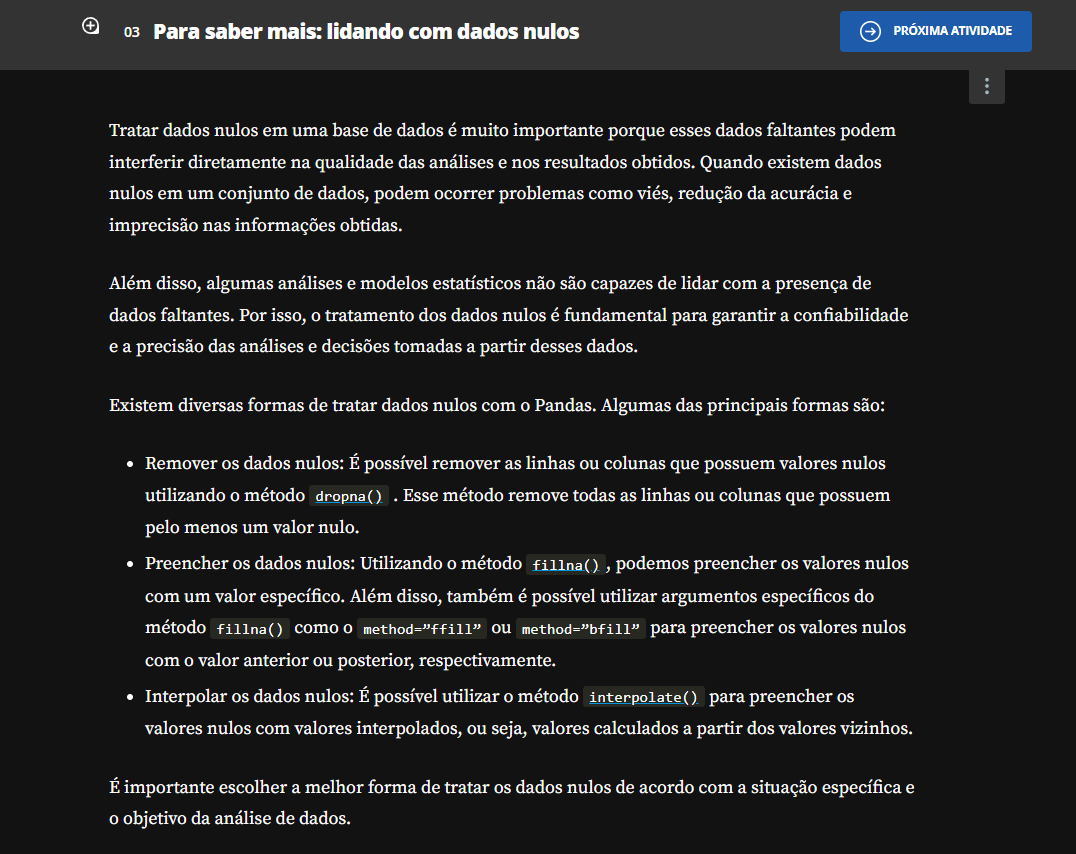 03 Para saber mais: lidando com dados nulos
PRÓXIMA ATIVIDADE
Tratar dados nulos em uma base de dados é muito importante porque esses dados faltantes podem
interferir diretamente na qualidade das análises e nos resultados obtidos. Quando existem dados
nulos em um conjunto de dados, podem ocorrer problemas como viés, redução da acurácia e
imprecisão nas informações obtidas.
Além disso, algumas análises e modelos estatísticos não são capazes de lidar com a presença de
dados faltantes. Por isso, o tratamento dos dados nulos é fundamental para garantir a confiabilidade
e a precisão das análises e decisões tomadas a partir desses dados.
Existem diversas formas de tratar dados nulos com o Pandas. Algumas das principais formas são:
• Remover os dados nulos: É possível remover as linhas ou colunas que possuem valores nulos
utilizando o método dropna() . Esse método remove todas as linhas ou colunas que possuem
pelo menos um valor nulo.
• Preencher os dados nulos: Utilizando o método fillna() , podemos preencher os valores nulos
com um valor específico. Além disso, também é possível utilizar argumentos específicos do
método fillna() como o method=”ffill” ou method=”bfill” para preencher os valores nulos
com o valor anterior ou posterior, respectivamente.
• Interpolar os dados nulos: É possível utilizar o método interpolate() para preencher os
valores nulos com valores interpolados, ou seja, valores calculados a partir dos valores vizinhos.
É importante escolher a melhor forma de tratar os dados nulos de acordo com a situação específica e
o objetivo da análise de dados.